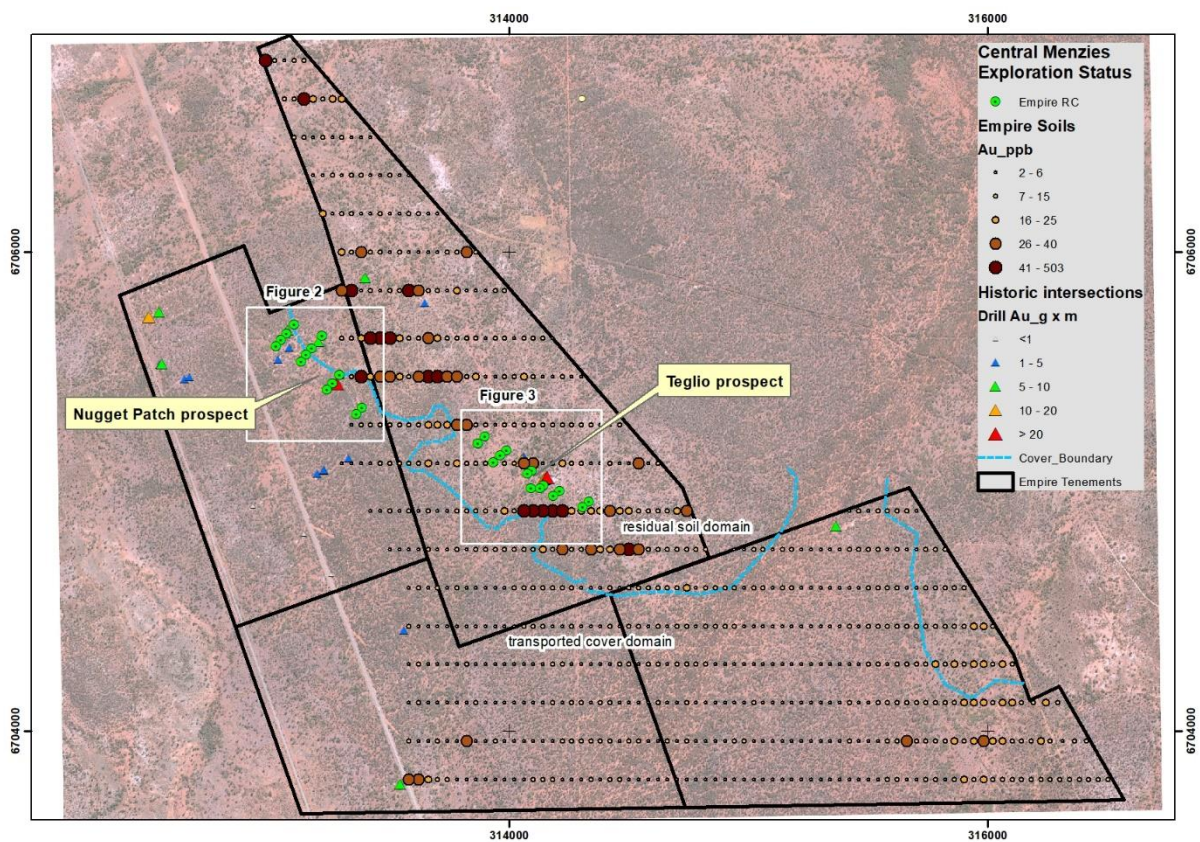 314000
316000
Central Menzies
Exploration Status
Empire RC
Empire Soils
Au_ppb
2 - 6
7 - 15
16 - 25
26 - 40
41 - 503
Historic intersections
Drill Au_g x m
<1
1 - 5
5 - 10
10 - 20
> 20
Cover_Boundary
Empire Tenements
6706000
6706000
Figure 2
Teglio prospect
Figure 3
Nugget Patch prospect
residual soil domain
transported cover domain
6704000
6704000
314000
316000